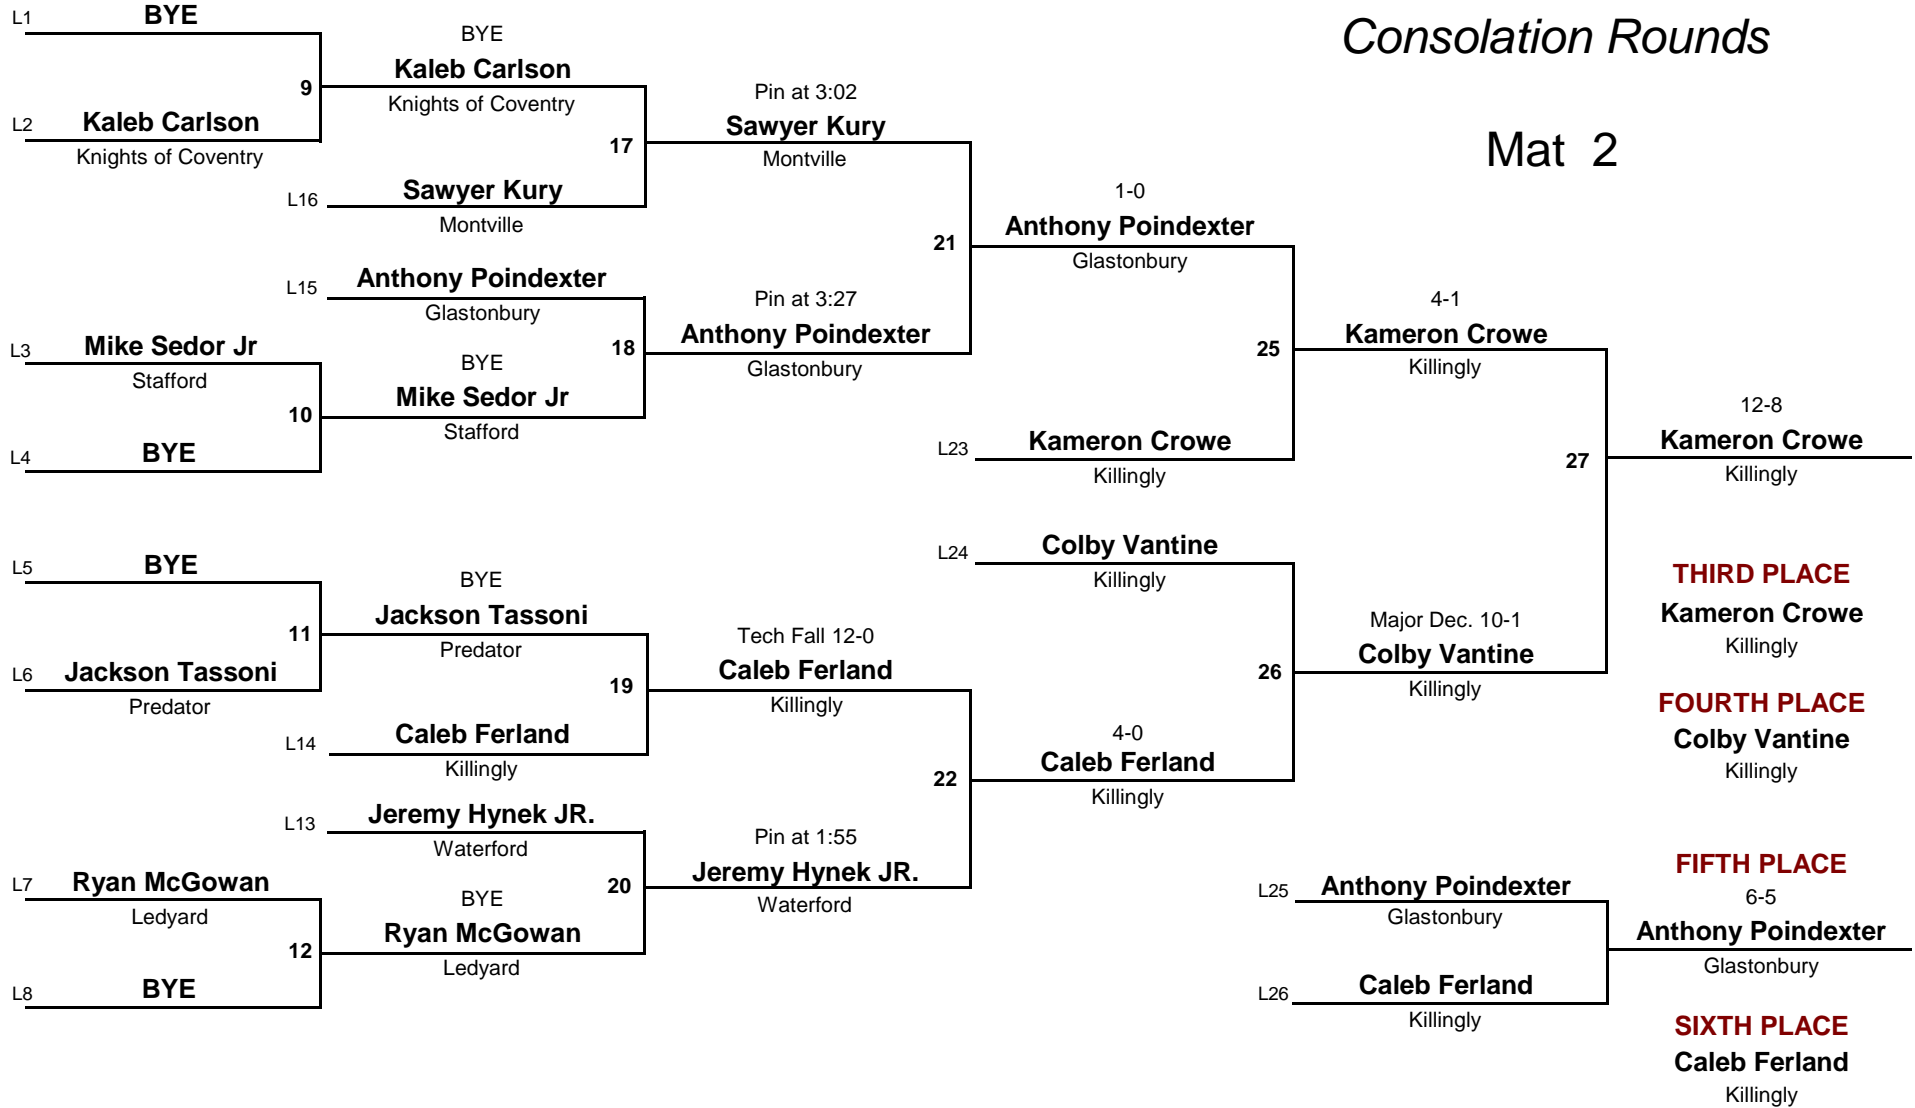 Consolation Rounds
Mat 2
L1 BYE
9
L2 Kaleb Carlson
Knights of Coventry
BYE
Kaleb Carlson
Knights of Coventry
17
L16 Sawyer Kury
Montville
Pin at 3:02
Sawyer Kury
Montville
L15 Anthony Poindexter
Glastonbury
18
L3 Mike Sedor Jr
Stafford
10
L4 BYE
BYE
Mike Sedor Jr
Stafford
Pin at 3:27
Anthony Poindexter
Glastonbury
21
1-0
Anthony Poindexter
Glastonbury
25
L23 Kameron Crowe
Killingly
4-1
Kameron Crowe
Killingly
27
12-8
Kameron Crowe
Killingly
L5 BYE
11
L6 Jackson Tassoni
Predator
BYE
Jackson Tassoni
Predator
19
L14 Caleb Ferland
Killingly
Tech Fall 12-0
Caleb Ferland
Killingly
L13 Jeremy Hynek JR.
Waterford
20
L7 Ryan McGowan
Ledyard
12
L8 BYE
BYE
Ryan McGowan
Ledyard
Pin at 1:55
Jeremy Hynek JR.
Waterford
22
L24 Colby Vantine
Killingly
26
4-0
Caleb Ferland
Killingly
Major Dec. 10-1
Colby Vantine
Killingly
THIRD PLACE
Kameron Crowe
Killingly
FOURTH PLACE
Colby Vantine
Killingly
L25 Anthony Poindexter
Glastonbury
L26 Caleb Ferland
Killingly
FIFTH PLACE
6-5
Anthony Poindexter
Glastonbury
SIXTH PLACE
Caleb Ferland
Killingly